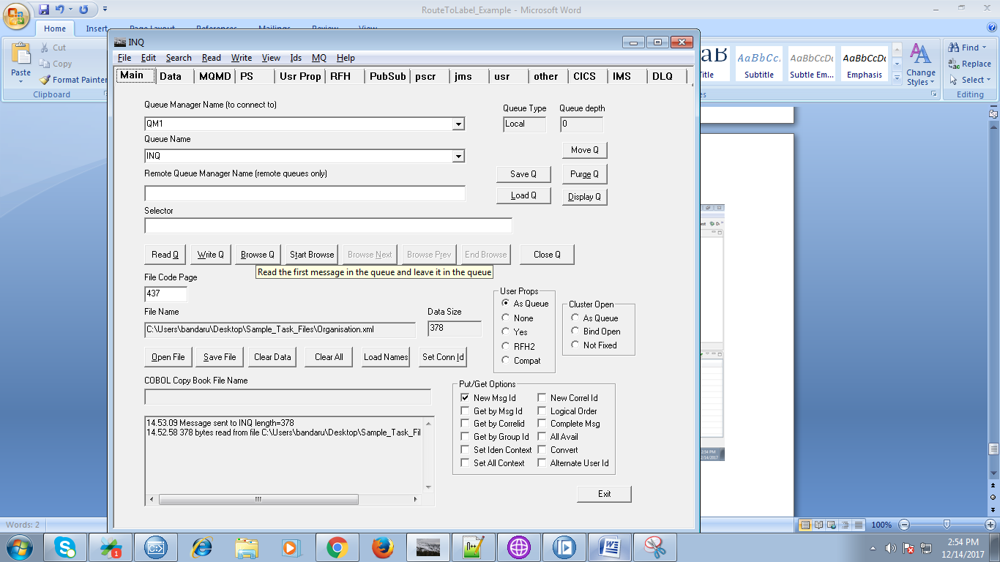 RouteToLabel_Example - Microsoft Word
Home Insert Page Layout References Mailings Review View
Cut
Copy
Format Painter
Paste
Clipboard
Title
AaBbCc.
Subtitle
AaBbCcDc
Subtle Em...
AaBbCcDc
Emphasis
Change
Styles
Find
Replace
Select
Editing
INQ
File Edit Search Read Write View Ids MQ Help
Main Data MQMD PS Usr Prop RFH PubSub pscr jms usr other CICS IMS DLQ
Queue Manager Name (to connect to)
QM1
Queue Type Queue depth
Local 0
Queue Name
INQ
Move Q
Remote Queue Manager Name (remote queues only)
Save Q Purge Q
Load Q Display Q
Selector
Read Q Write Q Browse Q Start Browse Browse Next Browse Prev End Browse Close Q
Read the first message in the queue and leave it in the queue
File Code Page
437
File Name
C:\Users\bandaru\Desktop\Sample_Task_Files\Organisation.xml
Data Size
378
User Props
As Queue
None
Yes
RFH2
Compat
Cluster Open
As Queue
Bind Open
Not Fixed
Open File Save File Clear Data Clear All Load Names Set Conn Id
COBOL Copy Book File Name
14.53.09 Message sent to INQ length=378
14.52.58 378 bytes read from file C:\Users\bandaru\Desktop\Sample_Task_Fil
Put/Get Options
New Msg Id New Correl Id
Get by Msg Id Logical Order
Get by Correlid Complete Msg
Get by Group Id All Avail
Set Iden Context Convert
Set All Context Alternate User Id
Exit
Words: 2
100%
2:54 PM
12/14/2017